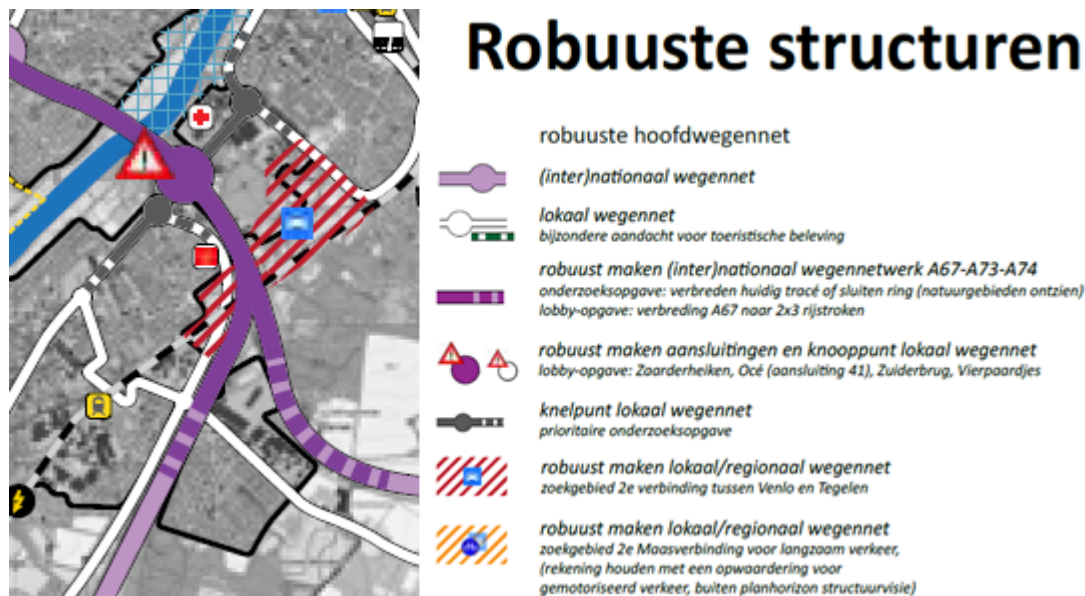 Robuuste structuren
robuuste hoofdwegennet
(inter)nationaal wegennet
lokaal wegennet
bijzondere aandacht voor toeristische beleving
robuust maken (inter)nationaal wegennetwerk A67-A73-A74
onderzoeksopgave: verbreden huidig tracé of sluiten ring (natuurgebieden ontzien)
lobby-opgave: verbreding A67 naar 2x3 rijstroken
robuust maken aansluitingen en knooppunt lokaal wegennet
lobby-opgave: Zaarderheiken, Océ (aansluiting 41), Zuiderbrug, Vierpaardjes
knelpunt lokaal wegennet
prioritaire onderzoeksopgave
robuust maken lokaal/regionaal wegennet
zoekgebied 2e verbinding tussen Venlo en Tegelen
robuust maken lokaal/regionaal wegennet
zoekgebied 2e Maasverbinding voor langzaam verkeer,
(rekening houden met een opwaardering voor
gemotoriseerd verkeer, buiten planhorizon structuurvisie)